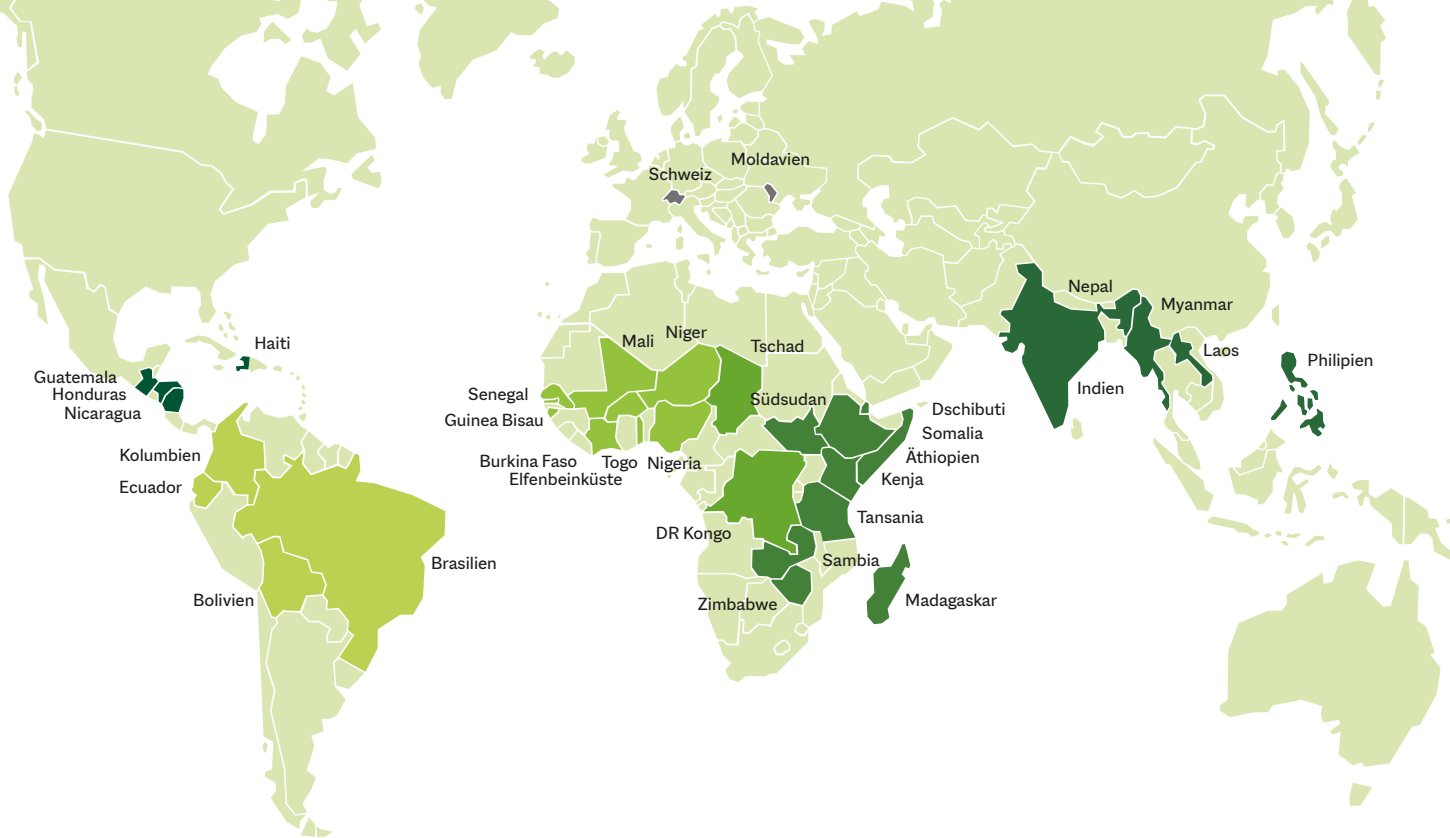 Moldavien
Schweiz
Nepal
Myanmar
Mali
Niger
Tschad
Haiti
Laos
Philipien
Guatemala
Honduras
Nicaragua
Indien
Senegal
Südsudan
Guinea Bisau
Dschibuti
Somalia
Kolumbien
Äthiopien
Burkina Faso
Togo
Nigeria
Elfenbeinküste
Kenja
Ecuador
Tansania
DR Kongo
Brasilien
Sambia
Bolivien
Zimbabwe
Madagaskar